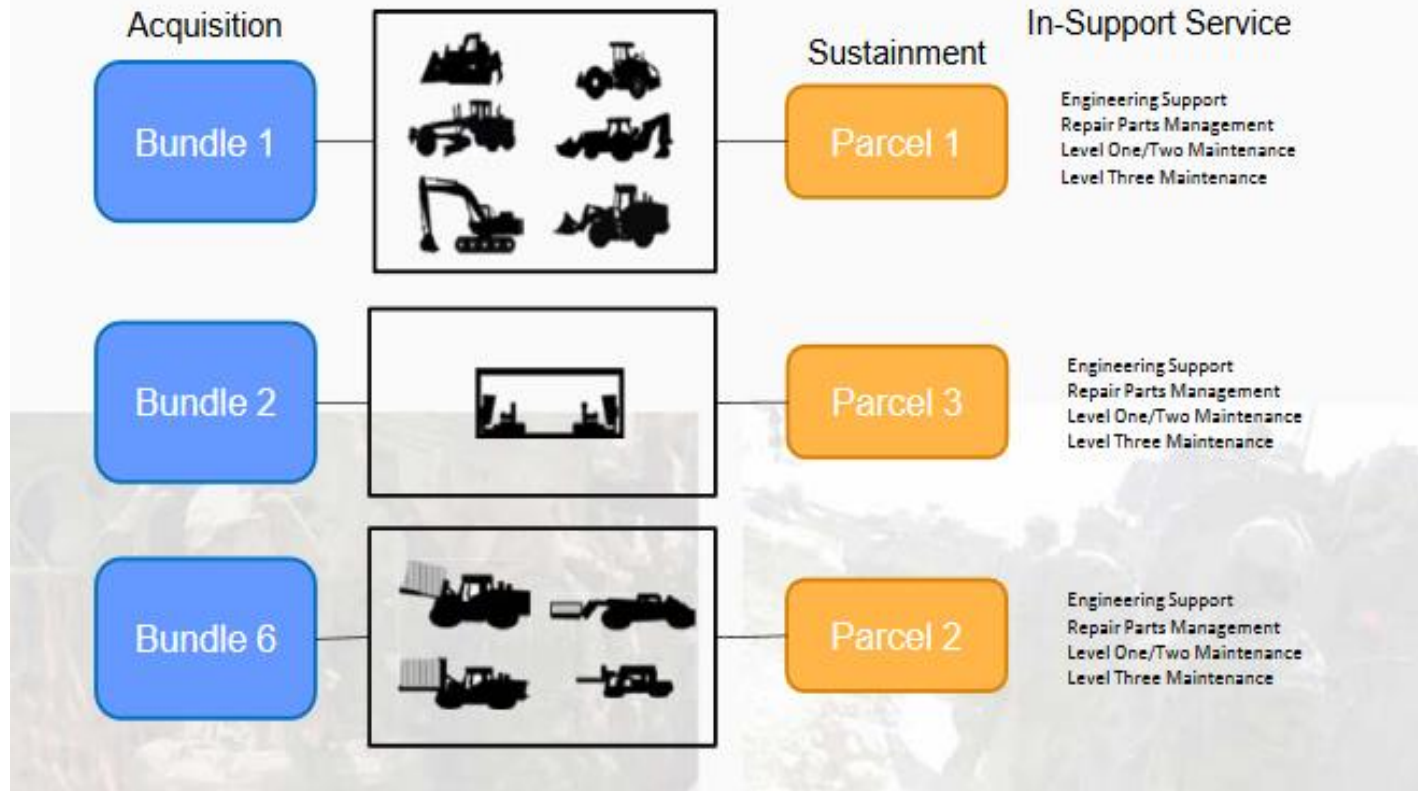 Acquisition
Sustainment
In-Support Service
Bundle 1
Parcel 1
Engineering Support
Repair Parts Management
Level One/Two Maintenance
Level Three Maintenance
Bundle 2
Parcel 3
Engineering Support
Repair Parts Management
Level One/Two Maintenance
Level Three Maintenance
Bundle 6
Parcel 2
Engineering Support
Repair Parts Management
Level One/Two Maintenance
Level Three Maintenance